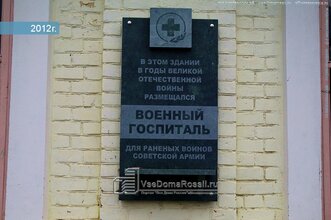 2012г.
В ЭТОМ ЗДАНИИ
В ГОДЫ ВЕЛИКОЙ
ОТЕЧЕСТВЕННОЙ
ВОЙНЫ
РАЗМЕЩАЛСЯ
ВОЕННЫЙ
ГОСПИТАЛЬ
ДЛЯ РАНЕНЫХ ВОИНОВ
СОВЕТСКОЙ АРМИИ
VseDomaRossii.ru